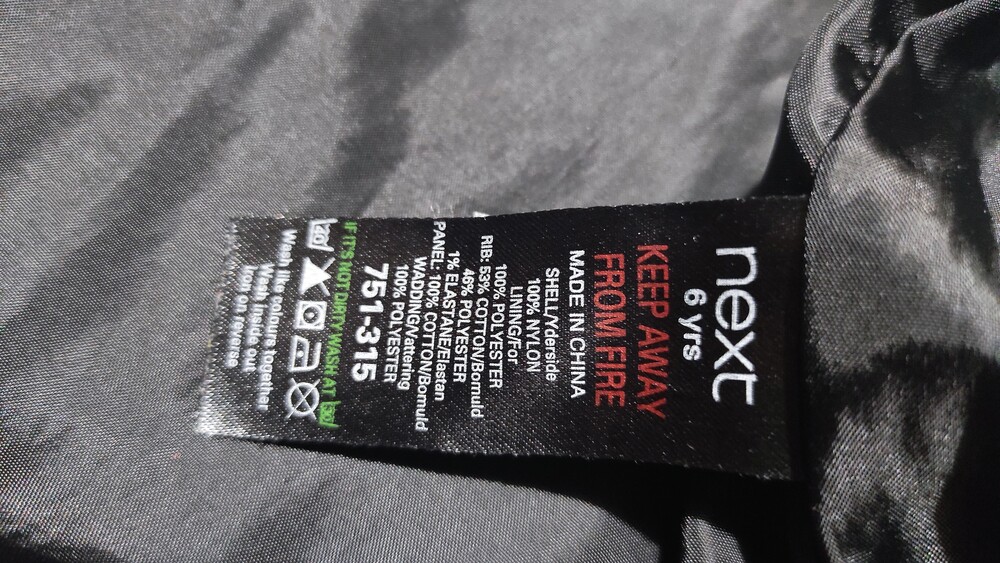 next
6 yrs
KEEP AWAY
FROM FIRE
MADE IN CHINA
SHELL/Yderside
100% NYLON
LINING/For
100% POLYESTER
RIB: 53% COTTON/Bomuld
46% POLYESTER
1% ELASTANE/Elastan
PANEL: 100% COTTON/Bomuld
WADDING/Vattering
100% POLYESTER
751-315
IF IT'S NOT DIRTY WASH AT
Wash like colours together
Wash inside out
Iron on reverse